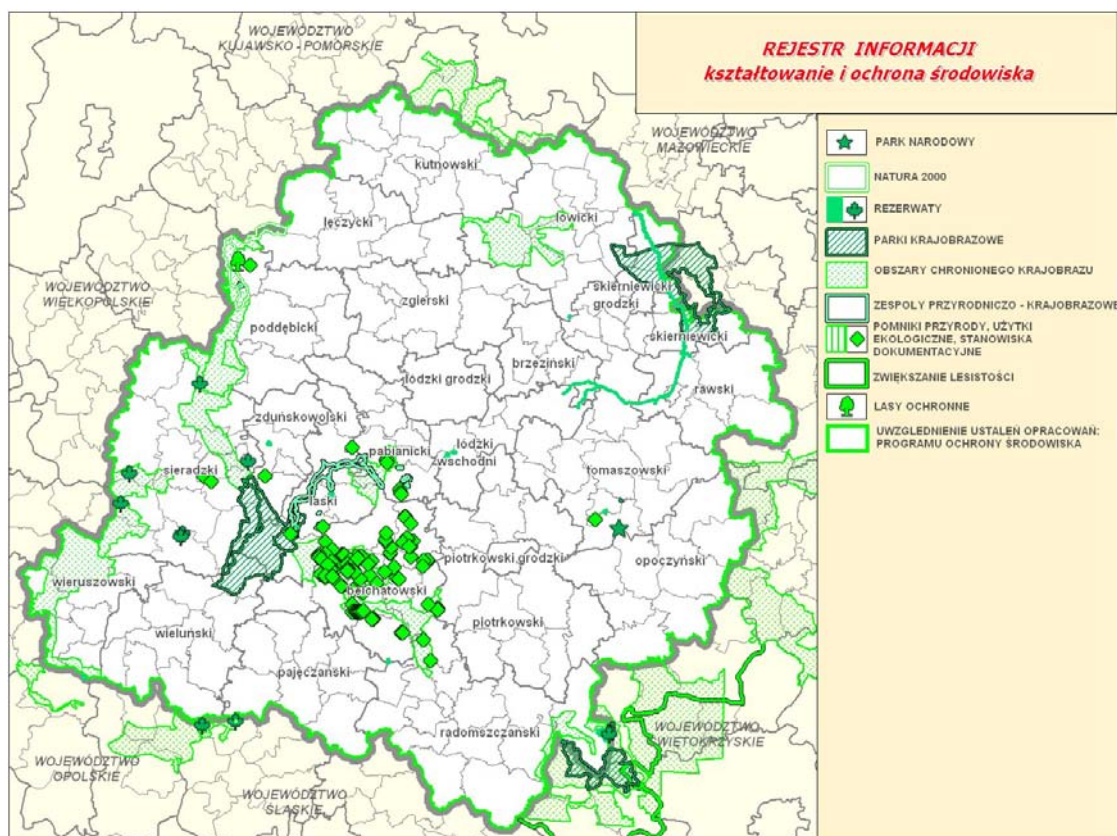 REJESTR INFORMACJI
kształtowanie i ochrona środowiska
PARK NARODOWY
NATURA 2000
REZERWATY
PARKI KRAJOBRAZOWE
OBSZARY CHRONIONEGO KRAJOBRAZU
ZESPOŁY PRZYRODNICZO - KRAJOBRAZOWE
POMNIKI PRZYRODY, UŻYTKI
EKOLOGICZNE, STANOWISKA
DOKUMENTACYJNE
ZWIĘKSZANIE LESISTOŚCI
LASY OCHRONNE
UWZGLEDNIENIE USTALEŃ OPRACOWAŃ:
PROGRAMU OCHRONY ŚRODOWISKA
WOJEWÓDZTWO
KUJAWSKO - POMORSKIE
WOJEWÓDZTWO
MAZOWIECKIE
kutnowski
łęczycki
łowicki
WOJEWÓDZTWO
WIELKOPOLSKIE
zgierski
skierniewicki
grodzki
poddębicki
skierniewicki
brzeziński
łódzki grodzki
rawski
zduńskowolski
pabianicki
łódzki
wschodni
sieradzki
tomaszowski
łaski
piotrkowski grodzki
opoczyński
wieruszowski
bełchatowski
wieluński
piotrkowski
pajęczański
radomszczański
WOJEWÓDZTWO
WIĘTOKRZYSKIE
WOJEWÓDZTWO
OPOLSKIE
WOJEWÓDZTWO
ŚLĄSKIE